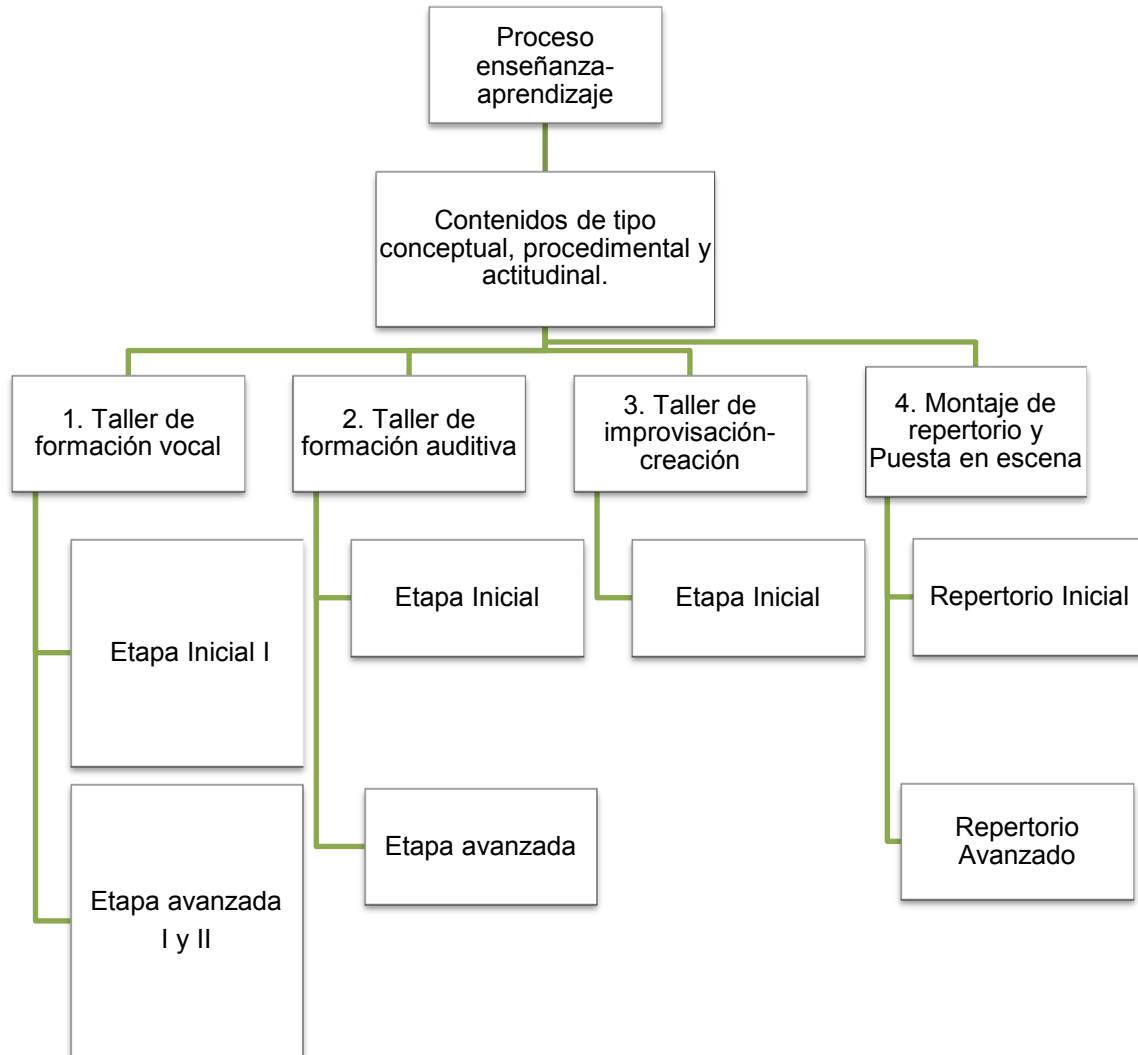 Proceso
enseñanza-
aprendizaje
Contenidos de tipo
conceptual, procedimental y
actitudinal.
1. Taller de
formación vocal
2. Taller de
formación auditiva
3. Taller de
improvisación-
creación
4. Montaje de
repertorio y
Puesta en escena
Etapa Inicial I
Etapa avanzada
I y II
Etapa Inicial
Etapa avanzada
Etapa Inicial
Repertorio Inicial
Repertorio
Avanzado